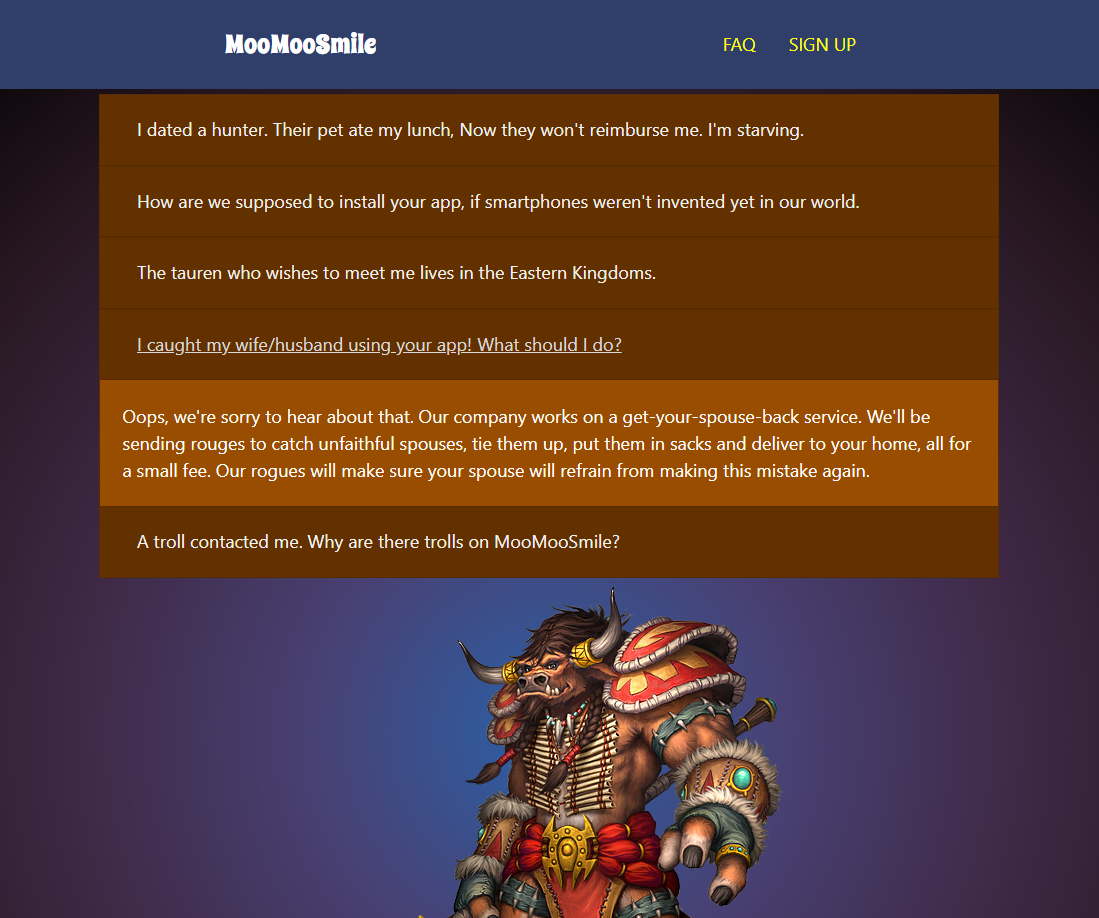 MooMooSmile
FAQ
SIGN UP
I dated a hunter. Their pet ate my lunch, Now they won't reimburse me. I'm starving.
How are we supposed to install your app, if smartphones weren't invented yet in our world.
The tauren who wishes to meet me lives in the Eastern Kingdoms.
I caught my wife/husband using your app! What should I do?
Oops, we're sorry to hear about that. Our company works on a get-your-spouse-back service. We'll be
sending rouges to catch unfaithful spouses, tie them up, put them in sacks and deliver to your home, all for
a small fee. Our rogues will make sure your spouse will refrain from making this mistake again.
A troll contacted me. Why are there trolls on MooMooSmile?